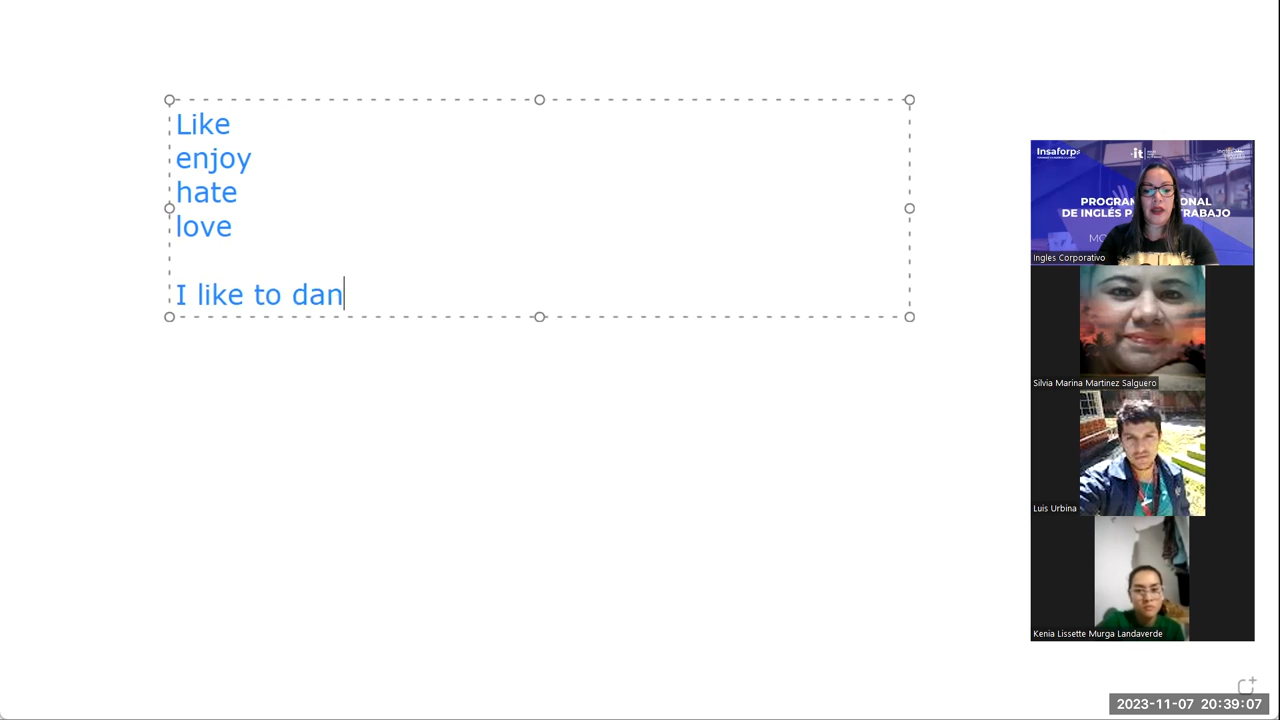 Like
enjoy
hate
love
I like to dan
Insaforp
it
PROGRAM
ONAL
DE INGLÉS P
TRABAJO
Ingles Corporativo
Silvia Marina Martinez Salguero
Luis Urbina
Kenia Lissette Murga Landaverde
2023-11-07 20:39:07